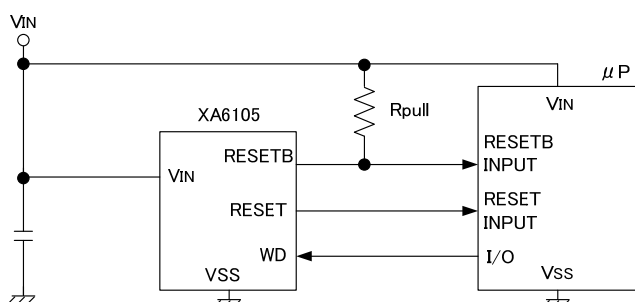 VIN
μP
XA6105
Rpull
VIN
RESETB
RESETB
INPUT
VIN
RESET
RESET
INPUT
WD
I/O
VSS
VSS